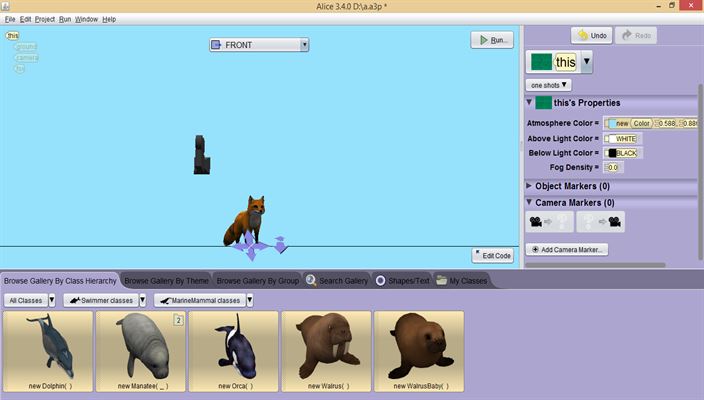 Alice 3.4.0 D:\a.a3p *
File Edit Project Run Window Help
this
ground
camera
fox
FRONT
Run...
Edit Code
Undo Redo
this
one shots
this's Properties
Atmosphere Color = new Color 0.588, 0.886
Above Light Color = WHITE
Below Light Color = BLACK
Fog Density = 0.0
Object Markers (0)
Camera Markers (0)
Add Camera Marker...
Browse Gallery By Class Hierarchy Browse Gallery By Theme Browse Gallery By Group Search Gallery Shapes/Text My Classes
All Classes Swimmer classes MarineMammal classes
2
new Dolphin( ) new Manatee( _ ) new Orca( ) new Walrus( ) new WalrusBaby( )